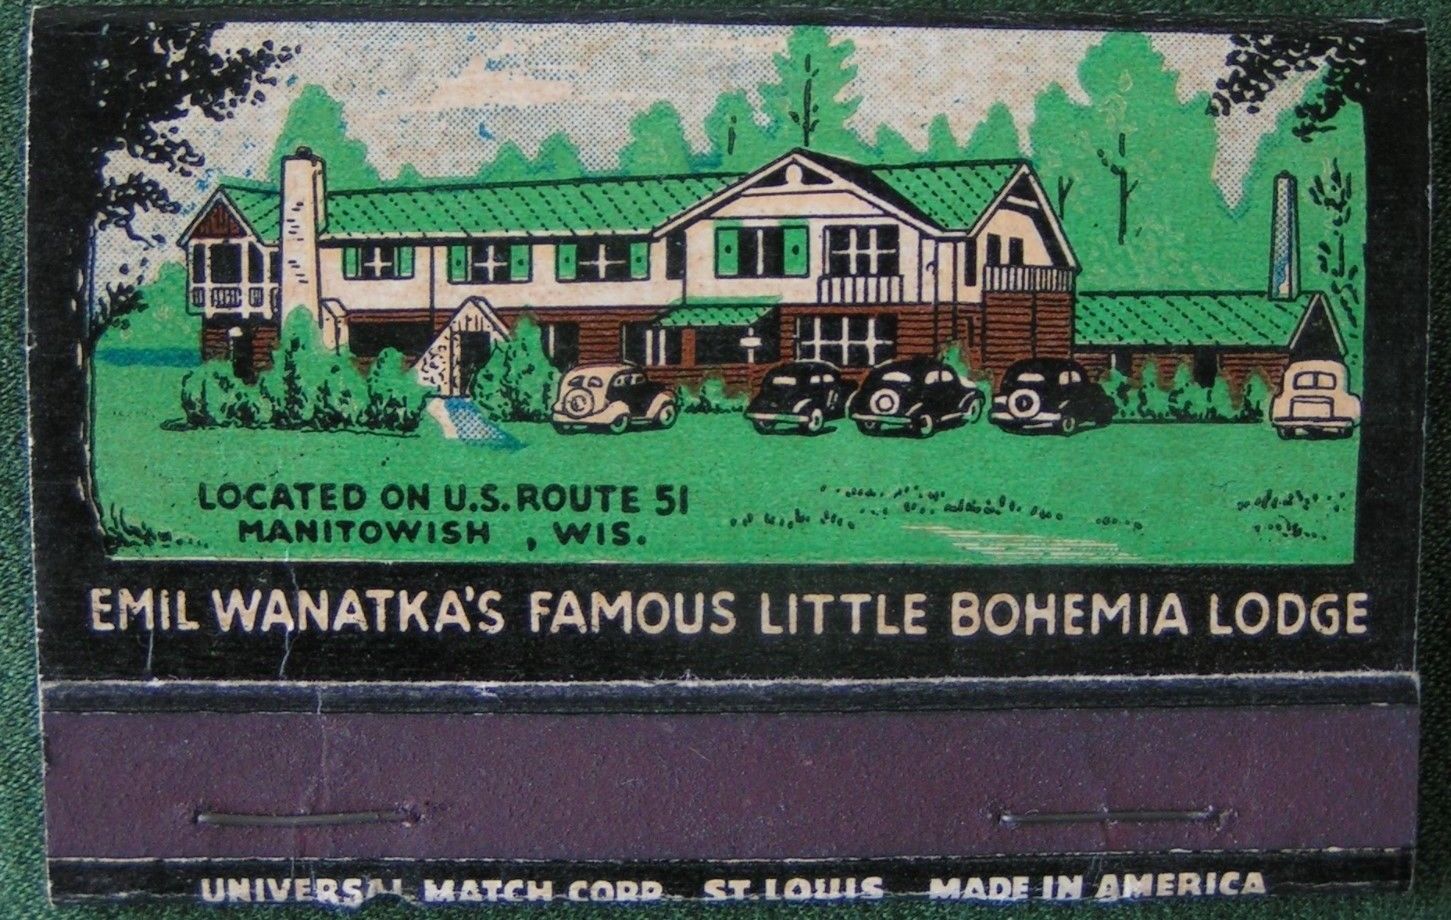 LOCATED ON U.S. ROUTE 51
MANITOWISH , WIS.
EMIL WANATKA'S FAMOUS LITTLE BOHEMIA LODGE
UNIVERSAL MATCH CORP. ST. LOUIS MADE IN AMERICA